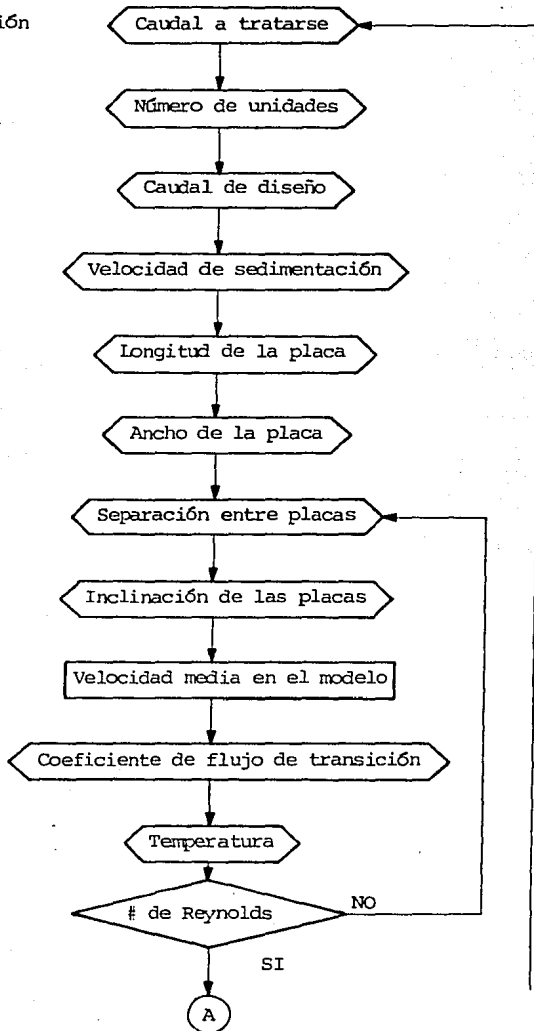 ión
Caudal a tratarse
Número de unidades
Caudal de diseño
Velocidad de sedimentación
Longitud de la placa
Ancho de la placa
Separación entre placas
Inclinación de las placas
Velocidad media en el modelo
Coeficiente de flujo de transición
Temperatura
# de Reynolds
NO
SI
A